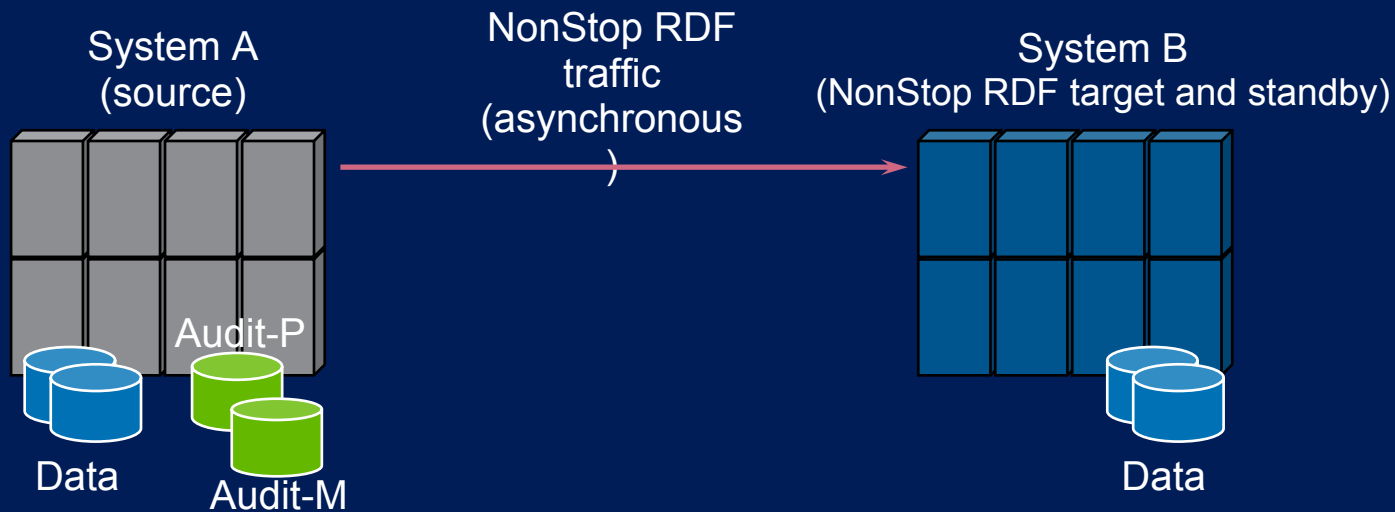 System A
(source)
NonStop RDF
traffic
(asynchronous
)
System B
(NonStop RDF target and standby)
Audit-P
Data
Audit-M
Data